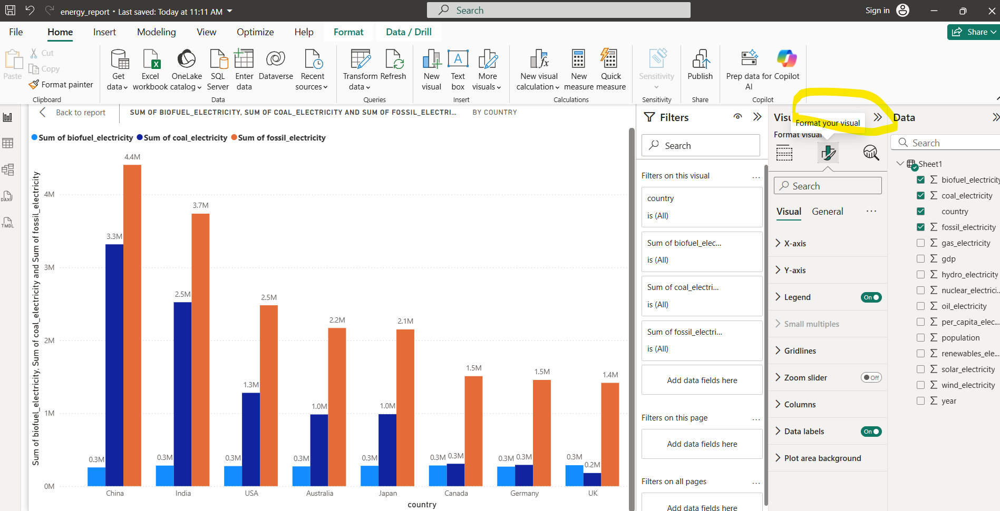 energy_report • Last saved: Today at 11:11 AM
Search
Sign in
File Home Insert Modeling View Optimize Help Format Data / Drill
Share
Paste
Cut
Copy
Format painter
Clipboard
Get data
Excel workbook
OneLake catalog
SQL Server
Enter data
Dataverse
Recent sources
Data
Transform data
Refresh
Queries
New visual
Text box
More visuals
Insert
New visual calculation
New measure
Quick measure
Calculations
Sensitivity
Sensitivity
Publish
Share
Prep data for AI
Copilot
Copilot
DAX
TMDL
Back to report
SUM OF BIOFUEL_ELECTRICITY, SUM OF COAL_ELECTRICITY AND SUM OF FOSSIL_ELECTRI... BY COUNTRY
Sum of biofuel_electricity Sum of coal_electricity Sum of fossil_electricity
Sum of biofuel_electricity, Sum of coal_electricity and Sum of fossil_electricity
4M
3M
2M
1M
0M
0.3M 3.3M 4.4M
0.3M 2.5M 3.7M
0.3M 1.3M 2.5M
0.3M 1.0M 2.2M
0.3M 1.0M 2.1M
0.3M 0.3M 1.5M
0.3M 0.3M 1.5M
0.3M 0.2M 1.4M
China India USA Australia Japan Canada Germany UK
country
Filters
Search
Filters on this visual ...
country
is (All)
Sum of biofuel_elec...
is (All)
Sum of coal_electri...
is (All)
Sum of fossil_electri...
is (All)
Add data fields here
Filters on this page ...
Add data fields here
Filters on all pages ...
Add data fields here
Format your visual
Format visual
Search
Visual General ...
X-axis
Y-axis
Legend On
Small multiples
Gridlines
Zoom slider Off
Columns
Data labels On
Plot area background
Data
Search
Sheet1
biofuel_electricity
coal_electricity
country
fossil_electricity
gas_electricity
gdp
hydro_electricity
nuclear_electrici...
oil_electricity
per_capita_elec...
population
renewables_ele...
solar_electricity
wind_electricity
year